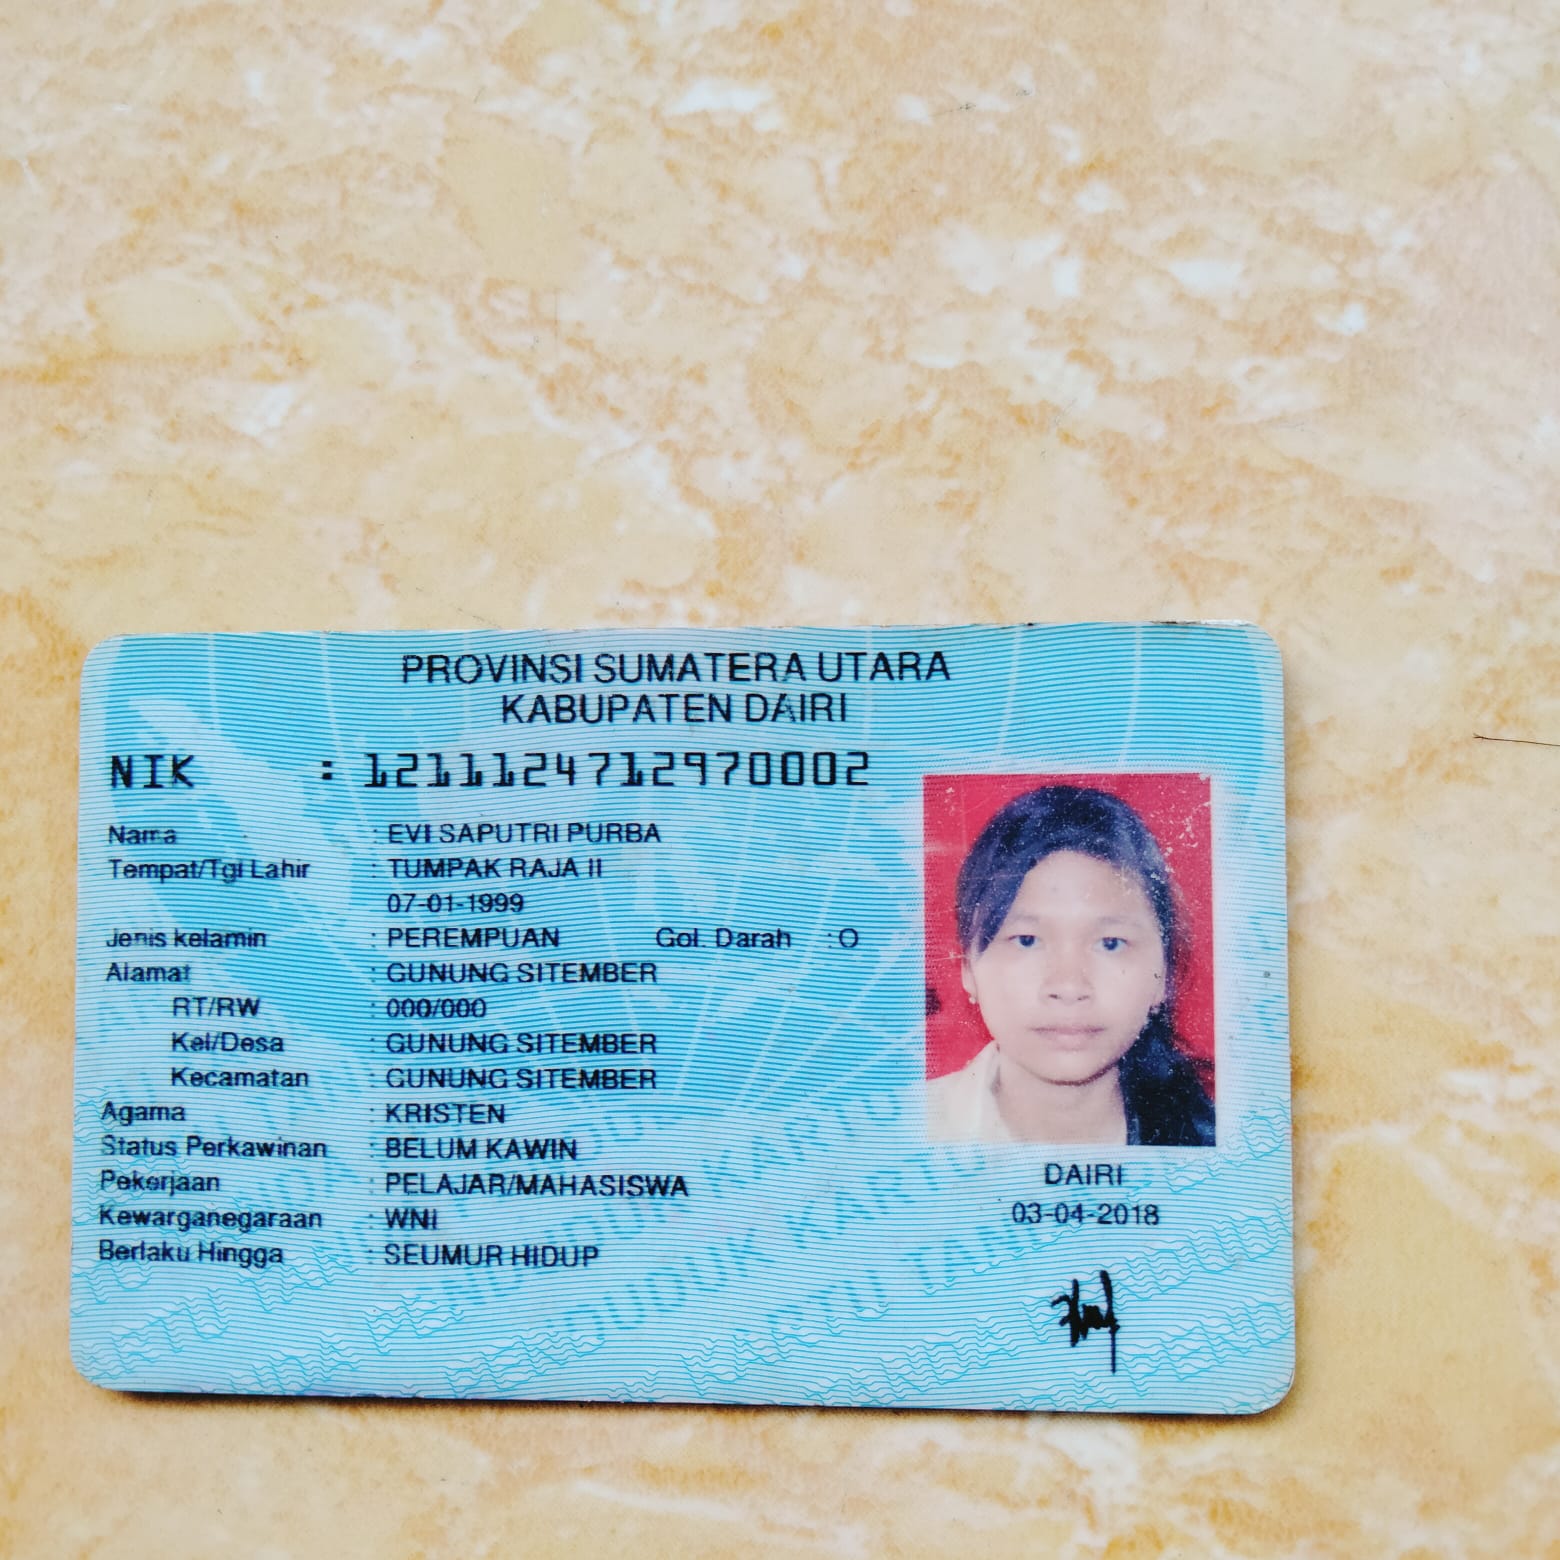 PROVINSI SUMATERA UTARA
KABUPATEN DAIRI
NIK : 1211124712970002
Nama : EVI SAPUTRI PURBA
Tempat/Tgl Lahir : TUMPAK RAJA II
07-01-1999
Jenis kelamin : PEREMPUAN Gol. Darah : O
Alamat : GUNUNG SITEMBER
RT/RW : 000/000
Kel/Desa : GUNUNG SITEMBER
Kecamatan : GUNUNG SITEMBER
Agama : KRISTEN
Status Perkawinan : BELUM KAWIN
Pekerjaan : PELAJAR/MAHASISWA
Kewarganegaraan : WNI
Berlaku Hingga : SEUMUR HIDUP
DAIRI
03-04-2018